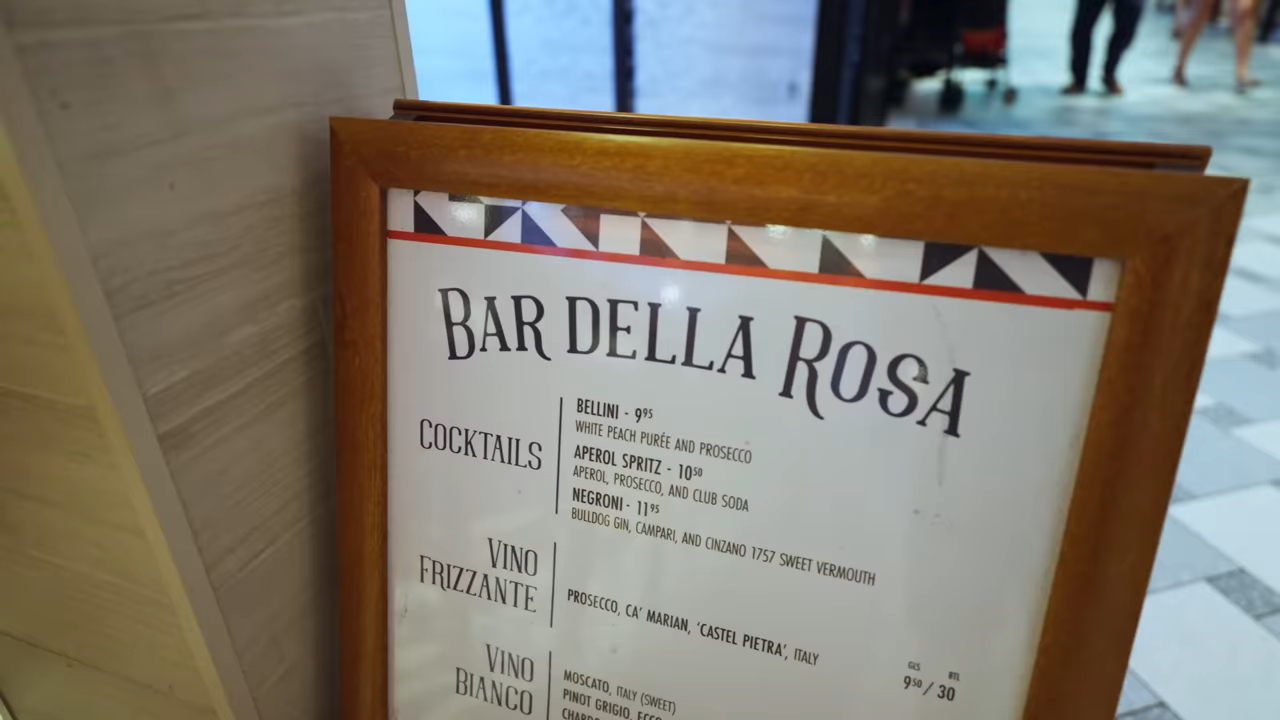 BAR DELLA ROSA
COCKTAILS
BELLINI - 9⁹⁵
WHITE PEACH PURÉE AND PROSECCO
APEROL SPRITZ - 10⁵⁰
APEROL, PROSECCO, AND CLUB SODA
NEGRONI - 11⁹⁵
BULLDOG GIN, CAMPARI, AND CINZANO 1757 SWEET VERMOUTH
VINO
FRIZZANTE
PROSECCO, CA' MARIAN, 'CASTEL PIETRA', ITALY
GLS BTL
9⁵⁰ / 30
VINO
BIANCO
MOSCATO, ITALY (SWEET)
PINOT GRIGIO,